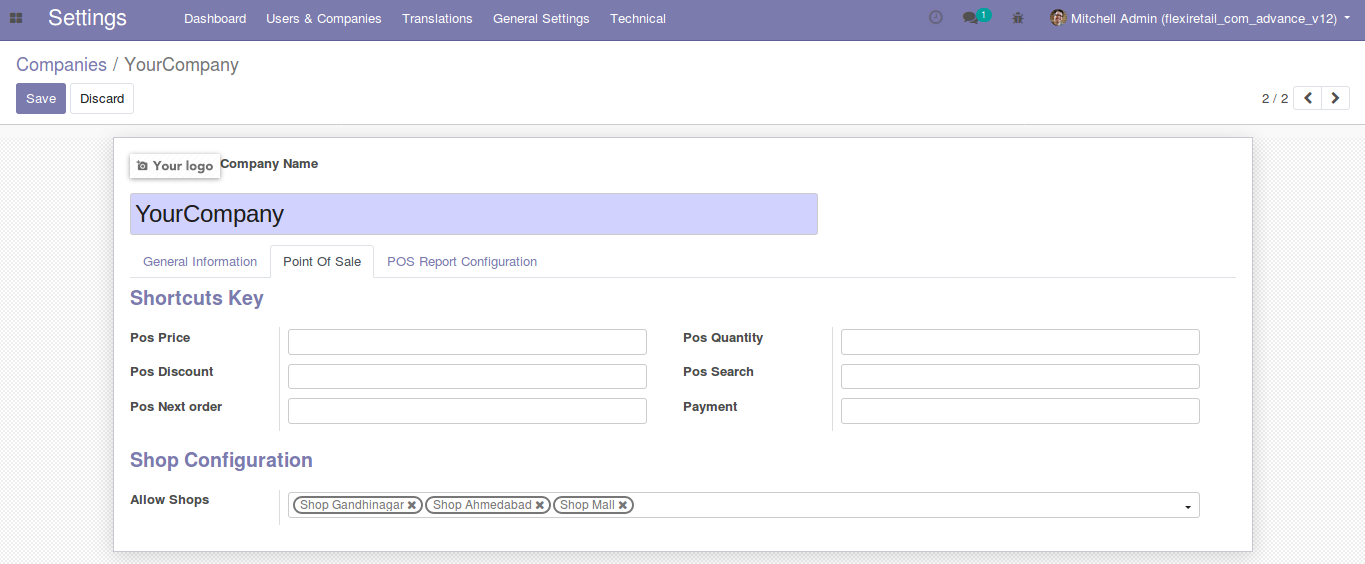 Settings Dashboard Users & Companies Translations General Settings Technical 1 Mitchell Admin (flexiretail_com_advance_v12)
Companies / YourCompany
Save Discard 2 / 2
Your logo Company Name
YourCompany
General Information Point Of Sale POS Report Configuration
Shortcuts Key
Pos Price Pos Quantity
Pos Discount Pos Search
Pos Next order Payment
Shop Configuration
Allow Shops Shop Gandhinagar Shop Ahmedabad Shop Mall